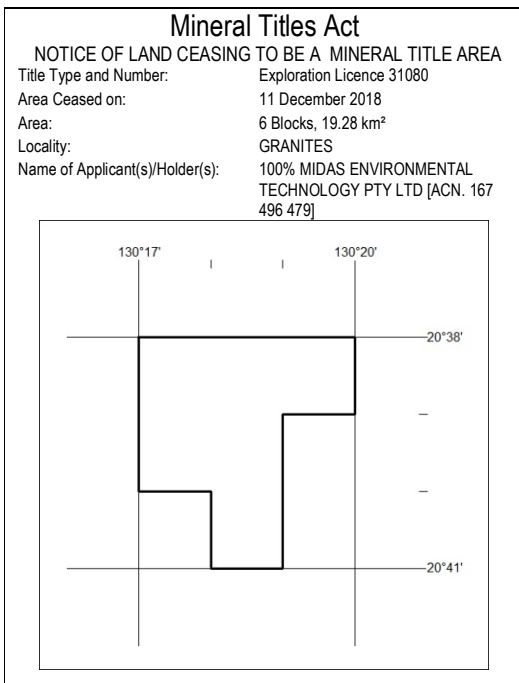 Mineral Titles Act
NOTICE OF LAND CEASING TO BE A MINERAL TITLE AREA
Title Type and Number: Exploration Licence 31080
Area Ceased on: 11 December 2018
Area: 6 Blocks, 19.28 km²
Locality: GRANITES
Name of Applicant(s)/Holder(s): 100% MIDAS ENVIRONMENTAL
TECHNOLOGY PTY LTD [ACN. 167
496 479]
130°17' 130°20'
20°38'
20°41'